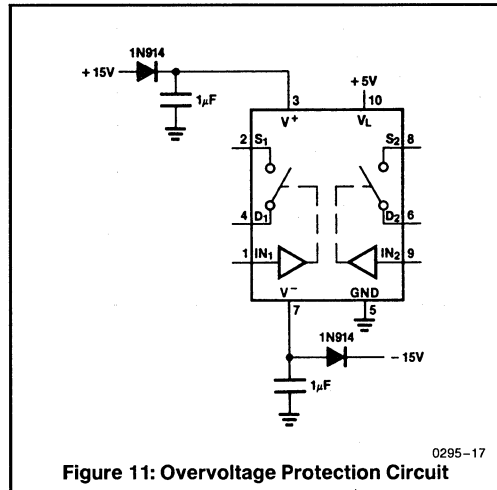 1N914
+15V
1µF
+5V
3
10
V+
VL
2
S1
S2
8
4
D1
D2
6
1
IN1
IN2
9
V−
GND
7
5
1N914
−15V
1µF
0295–17
Figure 11: Overvoltage Protection Circuit